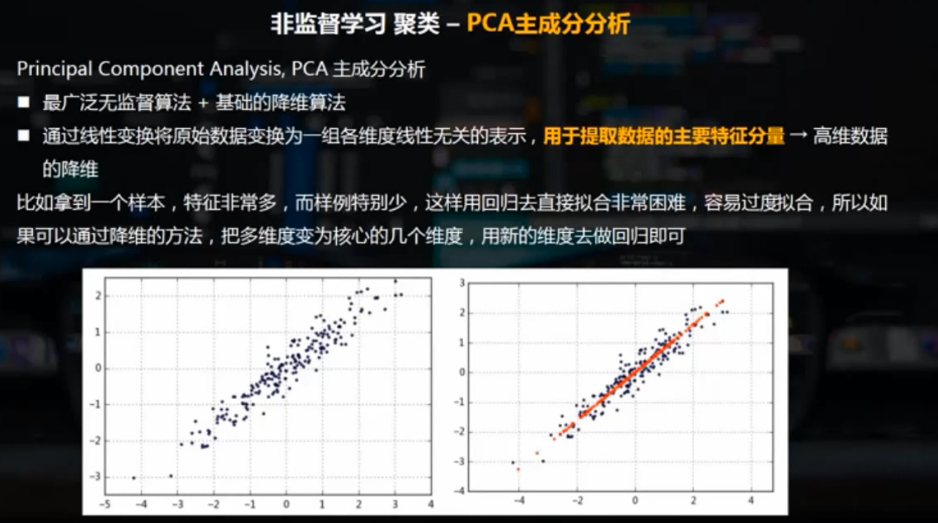 非监督学习 聚类 – PCA主成分分析
Principal Component Analysis, PCA 主成分分析
■ 最广泛无监督算法 + 基础的降维算法
■ 通过线性变换将原始数据变换为一组各维度线性无关的表示，用于提取数据的主要特征分量 → 高维数据
的降维
比如拿到一个样本，特征非常多，而样例特别少，这样用回归去直接拟合非常困难，容易过度拟合，所以如
果可以通过降维的方法，把多维度变为核心的几个维度，用新的维度去做回归即可
2
1
0
-1
-2
-3
-5 -4 -3 -2 -1 0 1 2 3 4
3
2
1
0
-1
-2
-3
-4
-4 -2 0 2 4